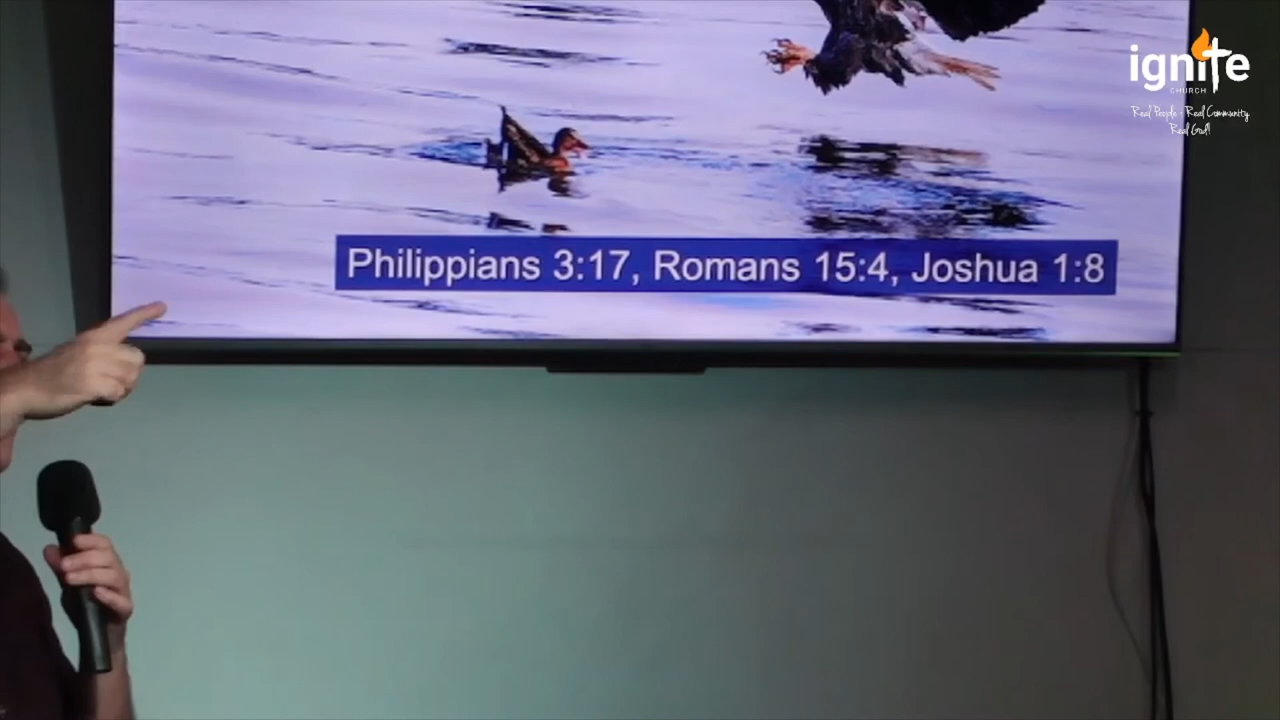 ignite
CHURCH
Real People - Real Community
Real God!
Philippians 3:17, Romans 15:4, Joshua 1:8